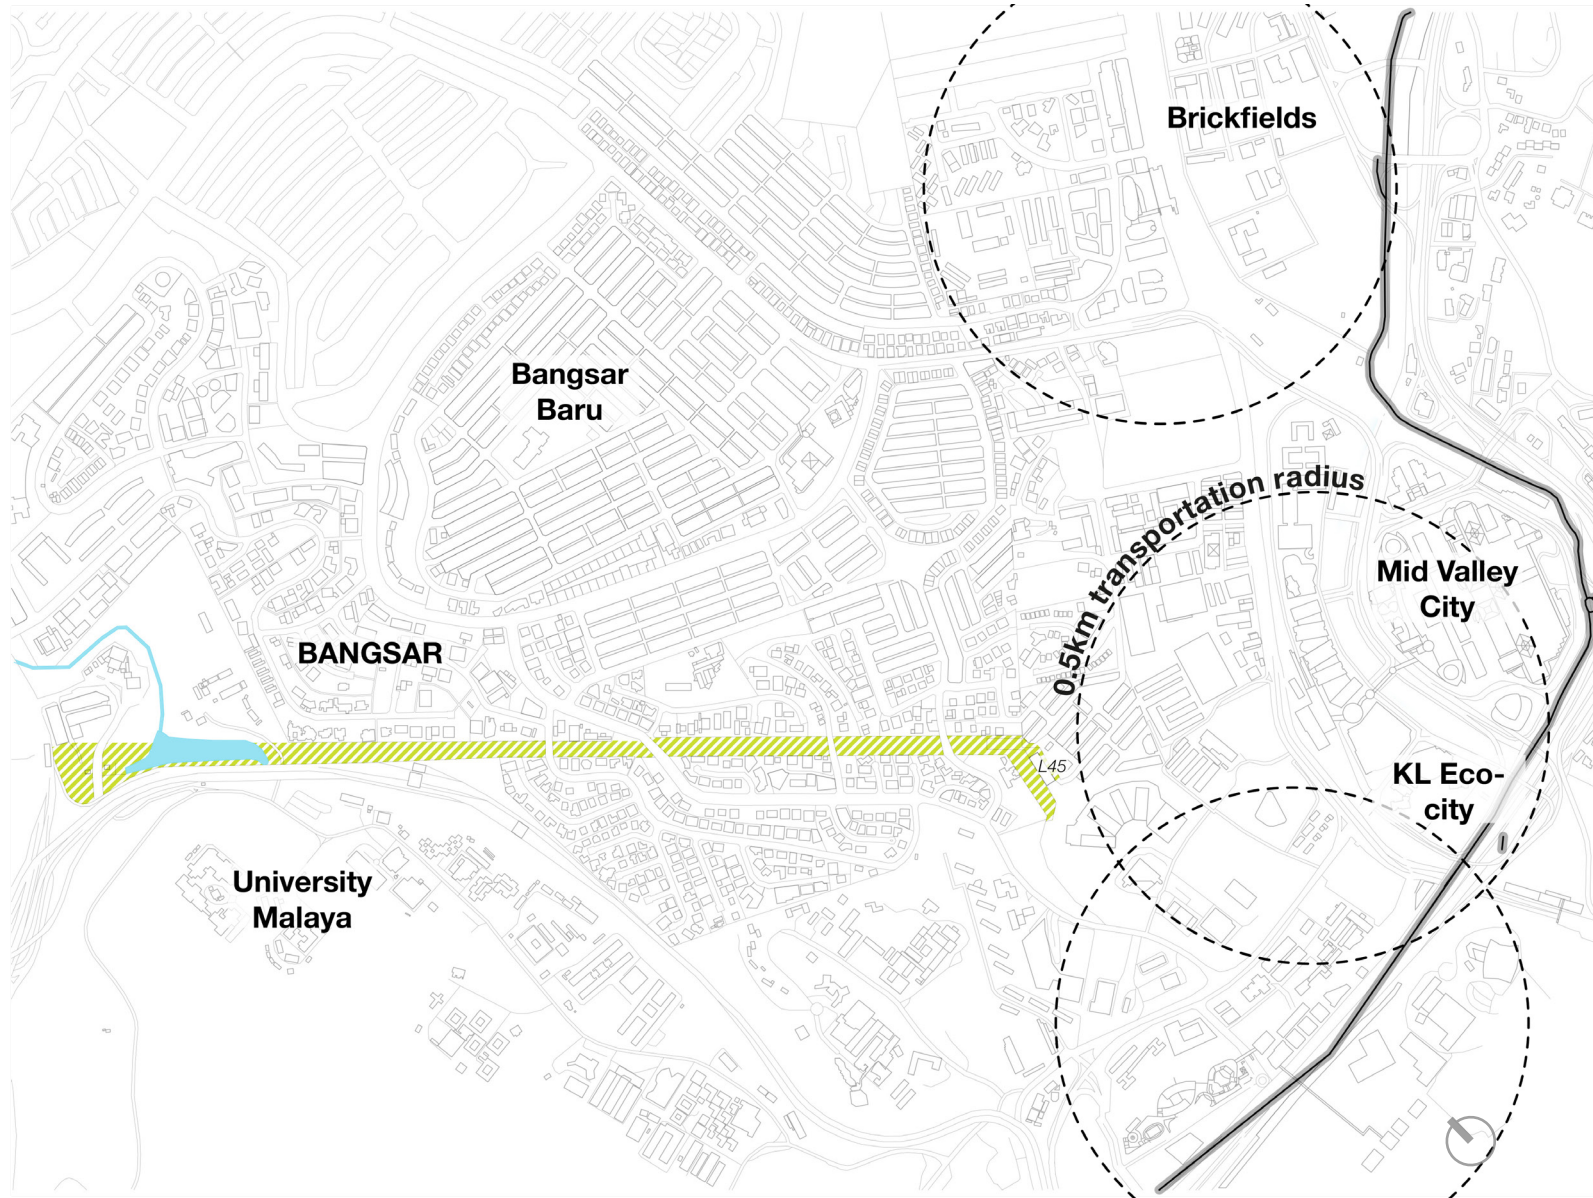 Brickfields
Bangsar
Baru
0.5km transportation radius
Mid Valley
City
BANGSAR
L45
KL Eco-
city
University
Malaya